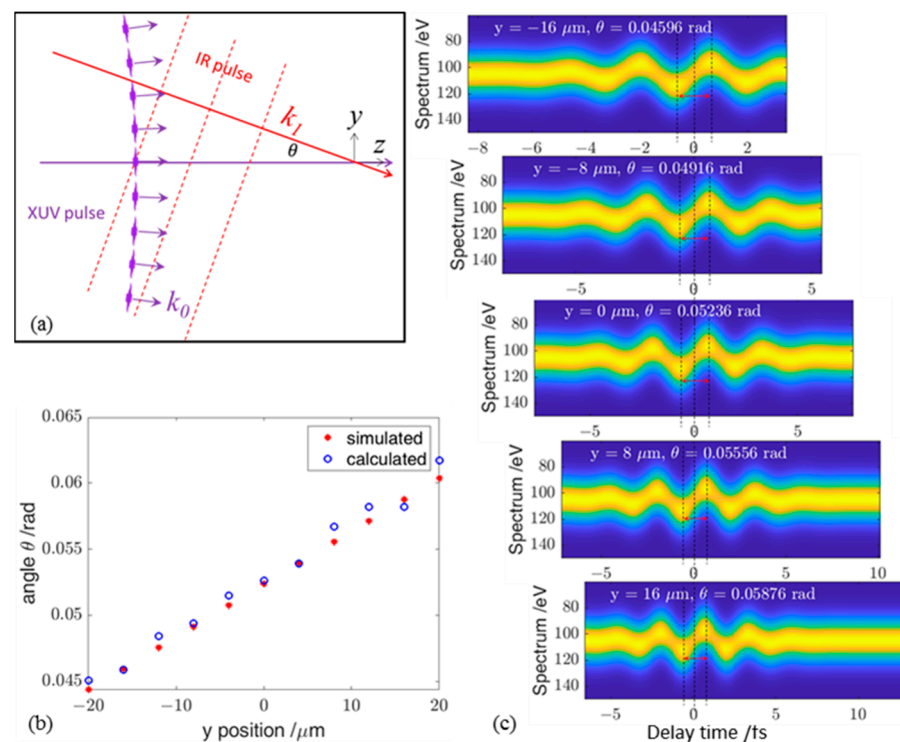 IR pulse
k₁
y
θ
z
XUV pulse
k₀
(a)
0.065
0.06
0.055
0.05
0.045
angle θ /rad
simulated
calculated
−20 −10 0 10 20
y position /μm
(b)
y = −16 μm, θ = 0.04596 rad
Spectrum /eV
80
100
120
140
−8 −6 −4 −2 0 2
y = −8 μm, θ = 0.04916 rad
Spectrum /eV
80
100
120
140
−5 0 5
y = 0 μm, θ = 0.05236 rad
Spectrum /eV
80
100
120
140
−5 0 5
y = 8 μm, θ = 0.05556 rad
Spectrum /eV
80
100
120
140
−5 0 5 10
y = 16 μm, θ = 0.05876 rad
Spectrum /eV
80
100
120
140
−5 0 5 10
(c)
Delay time /fs